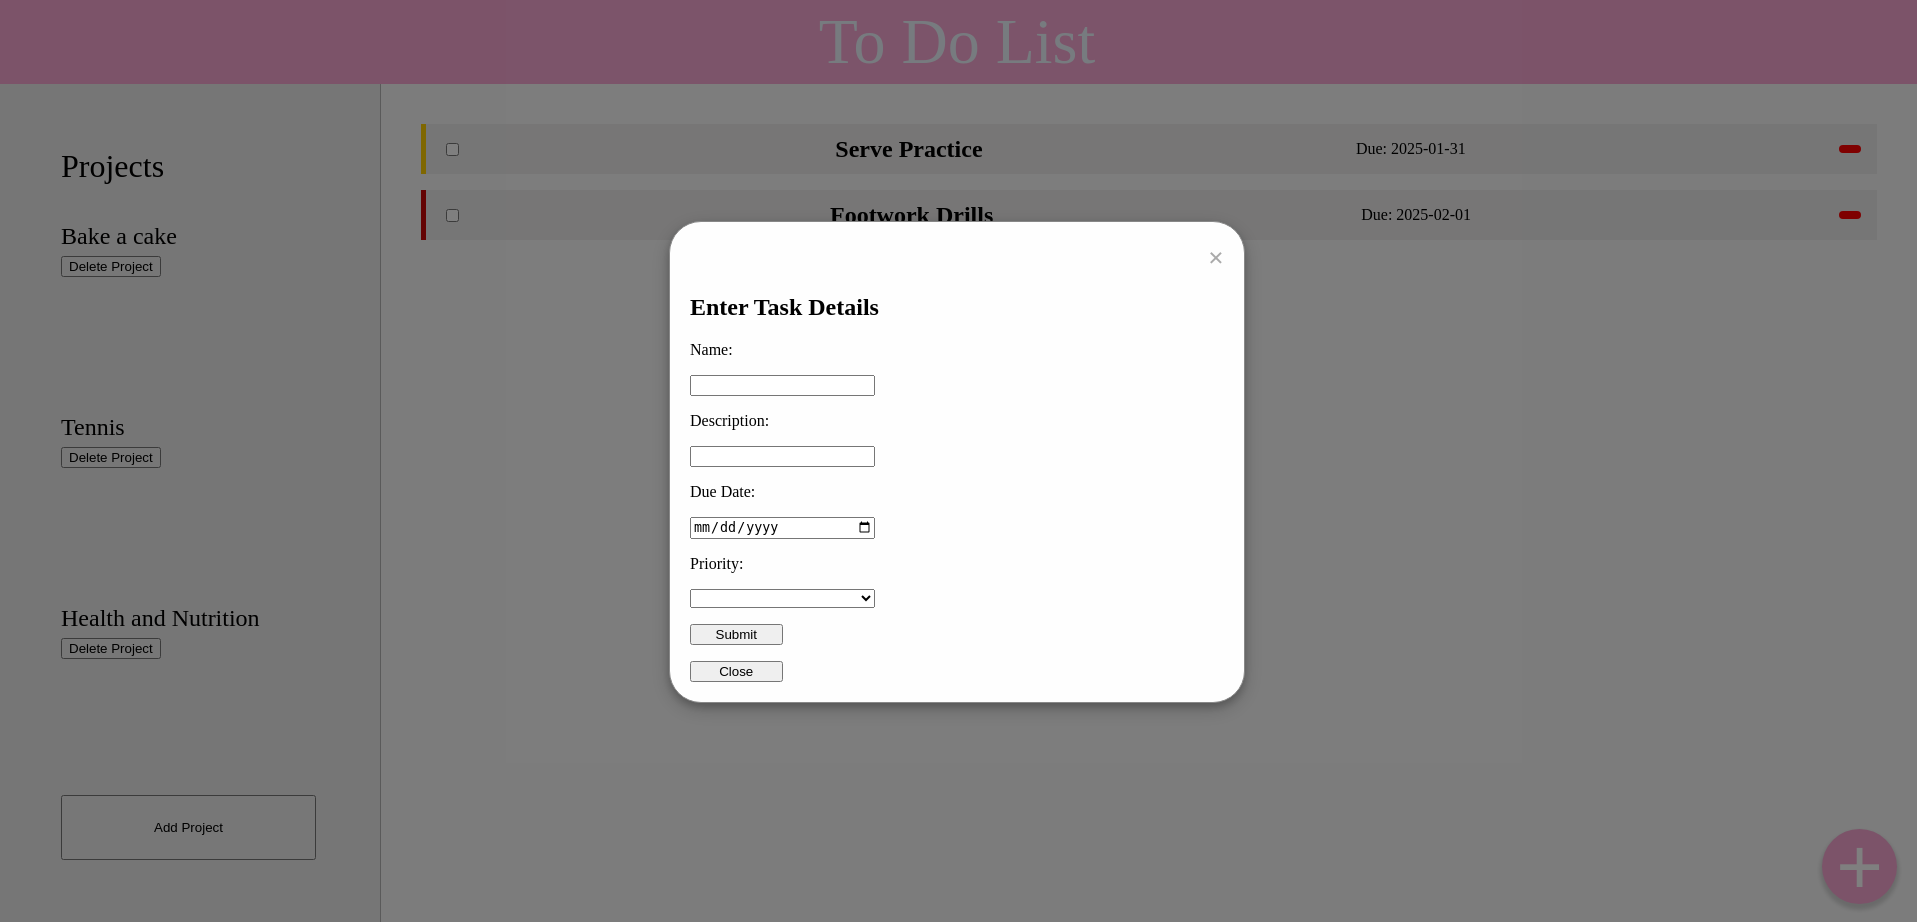 To Do List
Projects
Bake a cake
Delete Project
Tennis
Delete Project
Health and Nutrition
Delete Project
Add Project
Serve Practice Due: 2025-01-31
Footwork Drills Due: 2025-02-01
×
Enter Task Details
Name:
Description:
Due Date:
mm/dd/yyyy
Priority:
Submit
Close
+